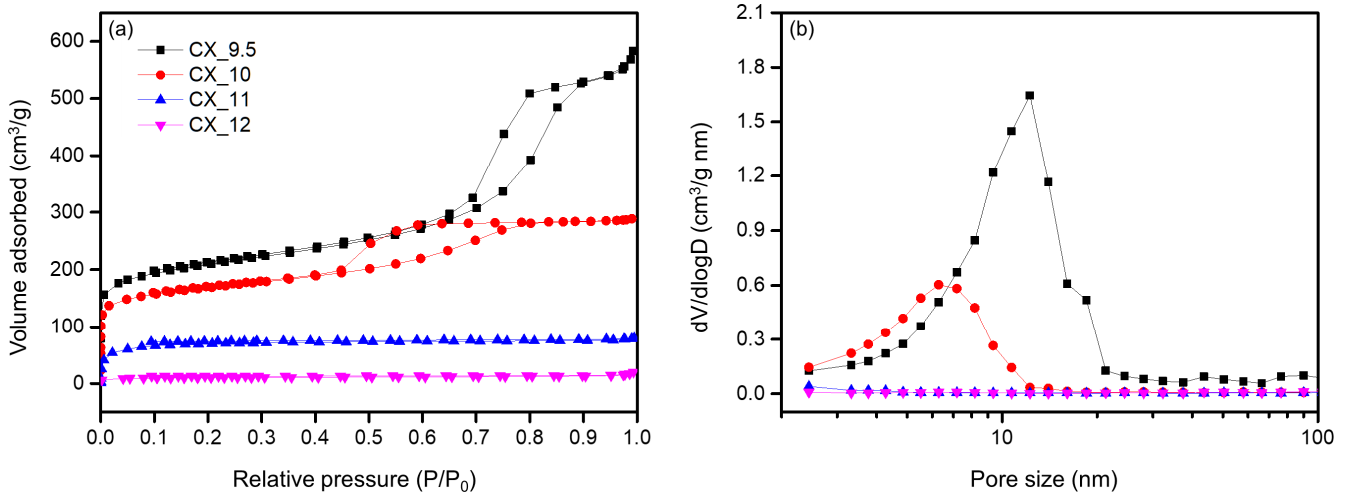 (a)
CX_9.5
CX_10
CX_11
CX_12
600
500
400
300
200
100
0
0.0 0.1 0.2 0.3 0.4 0.5 0.6 0.7 0.8 0.9 1.0
Volume adsorbed (cm³/g)
Relative pressure (P/P₀)
(b)
2.1
1.8
1.5
1.2
0.9
0.6
0.3
0.0
10 100
dV/dlogD (cm³/g nm)
Pore size (nm)